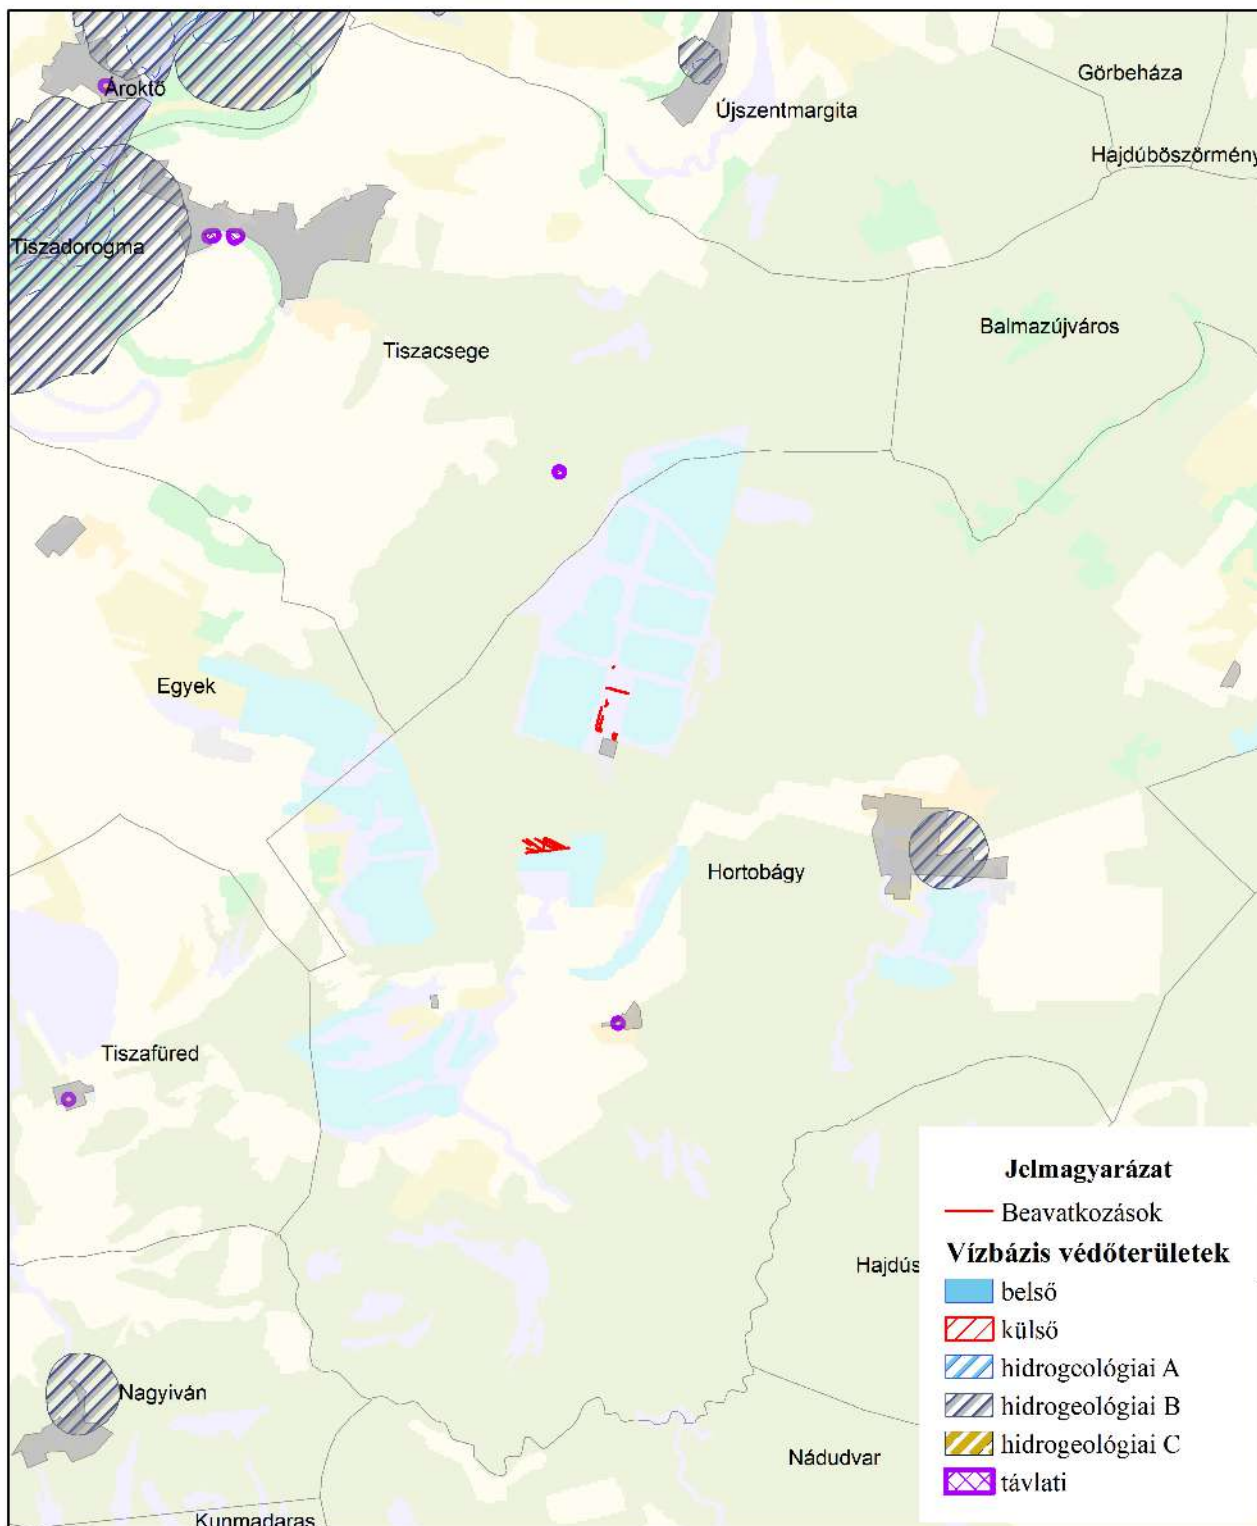 Ároktő
Újszentmargita
Görbeháza
Hajdúböszörmény
Tiszadorogma
Tiszacsege
Balmazújváros
Egyek
Hortobágy
Tiszafüred
Hajdús
Nagyiván
Nádudvar
Kunmadaras
Jelmagyarázat
Beavatkozások
Vízbázis védőterületek
belső
külső
hidrogeológiai A
hidrogeológiai B
hidrogeológiai C
távlati